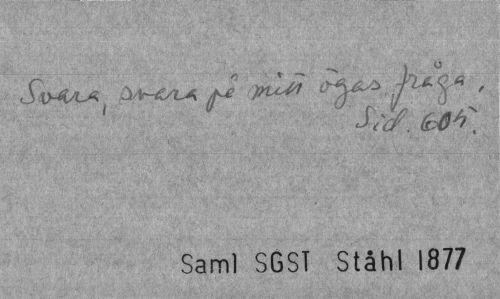 Svara, svara på mitt ögas fråga.
Sid. 605.
Saml SGST Ståhl 1877